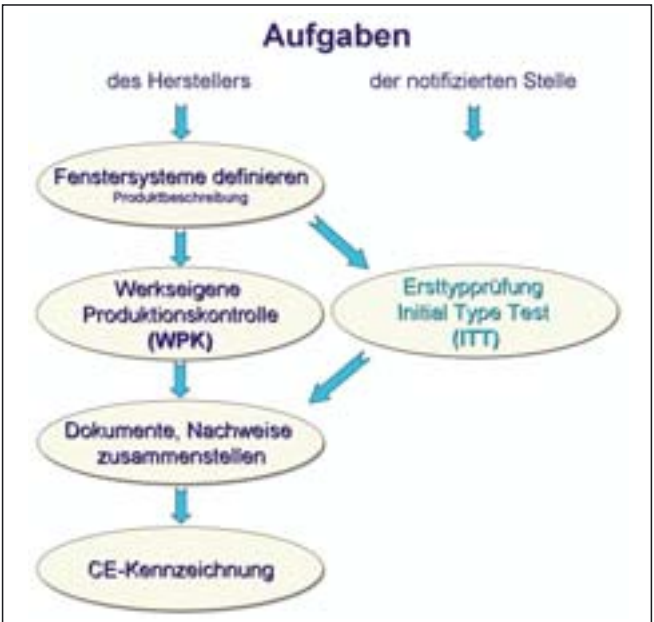 Aufgaben
des Herstellers
der notifizierten Stelle
Fenstersysteme definieren
Produktbeschreibung
Werkseigene
Produktionskontrolle
(WPK)
Ersttypprüfung
Initial Type Test
(ITT)
Dokumente, Nachweise
zusammenstellen
CE-Kennzeichnung